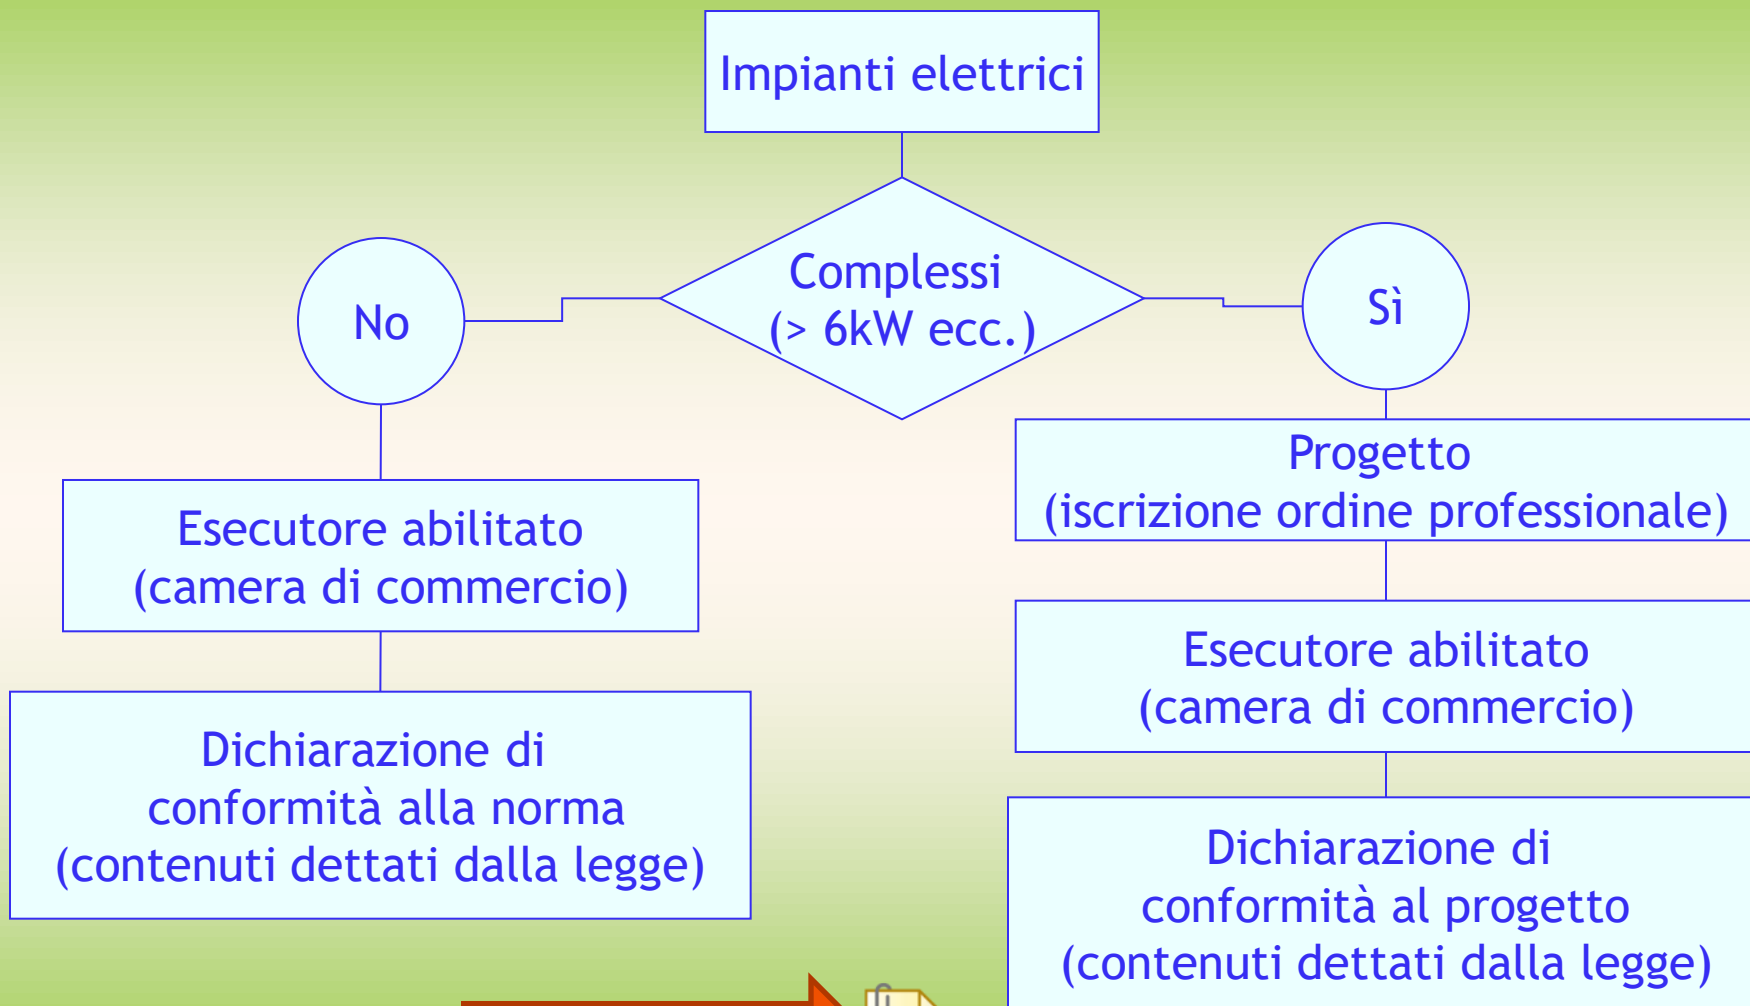 Impianti elettrici
Complessi
(> 6kW ecc.)
No
Sì
Esecutore abilitato
(camera di commercio)
Dichiarazione di
conformità alla norma
(contenuti dettati dalla legge)
Progetto
(iscrizione ordine professionale)
Esecutore abilitato
(camera di commercio)
Dichiarazione di
conformità al progetto
(contenuti dettati dalla legge)